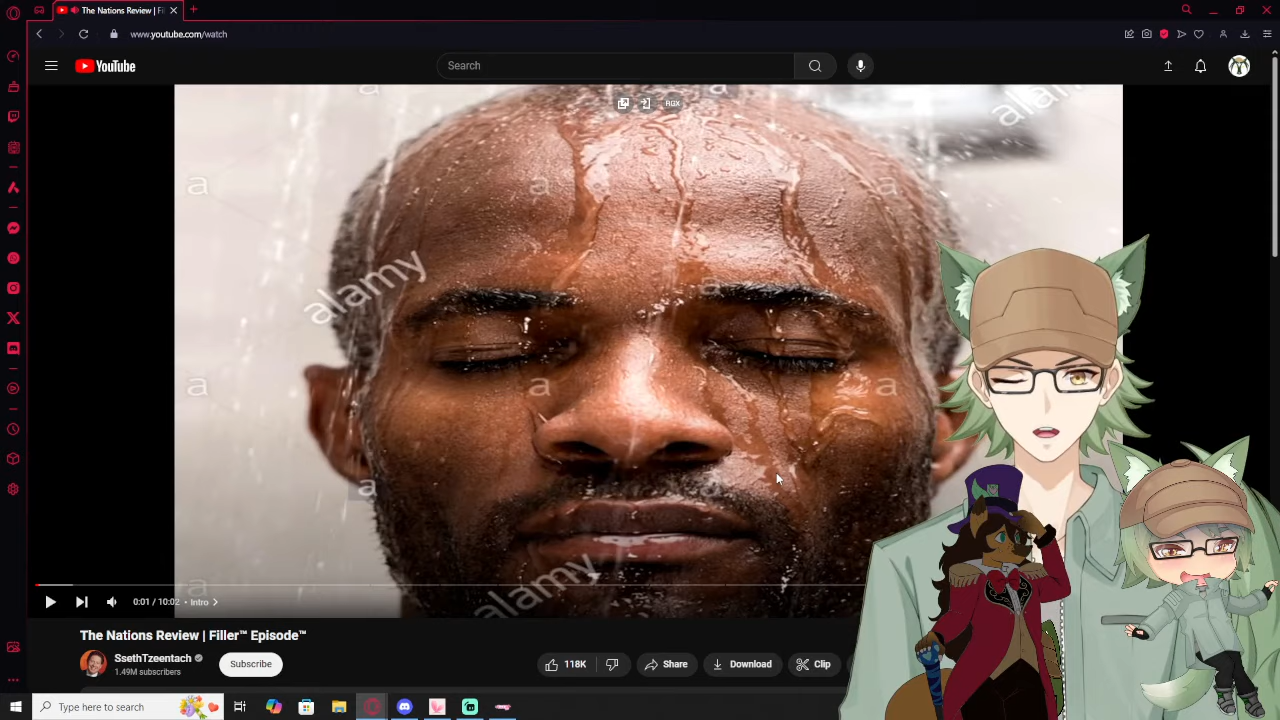 The Nations Review | Fi
www.youtube.com/watch
YouTube
Search
RGX
alamy
a
a
a
a
a
a
alamy
a
a
alamy
0:01 / 10:02 • Intro
The Nations Review | Filler™ Episode™
SsethTzeentach
1.49M subscribers
Subscribe
118K
Share
Download
Clip
Type here to search